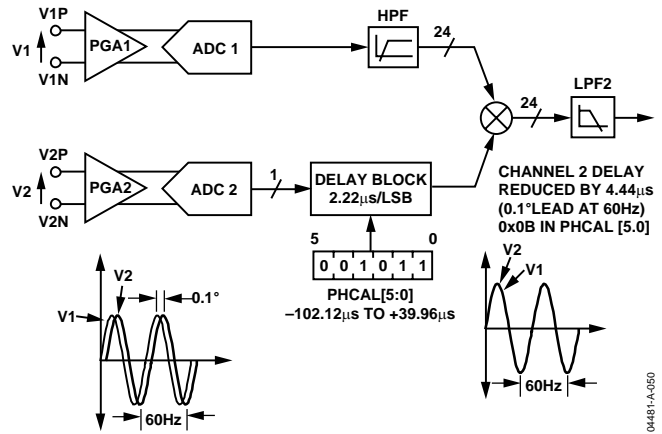 V1P
V1
V1N
PGA1
ADC 1
HPF
24
24
LPF2
V2P
V2
V2N
PGA2
ADC 2
1
DELAY BLOCK
2.22μs/LSB
CHANNEL 2 DELAY
REDUCED BY 4.44μs
(0.1°LEAD AT 60Hz)
0x0B IN PHCAL [5.0]
5 0
0 0 1 0 1 1
PHCAL[5:0]
–102.12μs TO +39.96μs
V2
V1
0.1°
60Hz
V2
V1
60Hz
04481-A-050